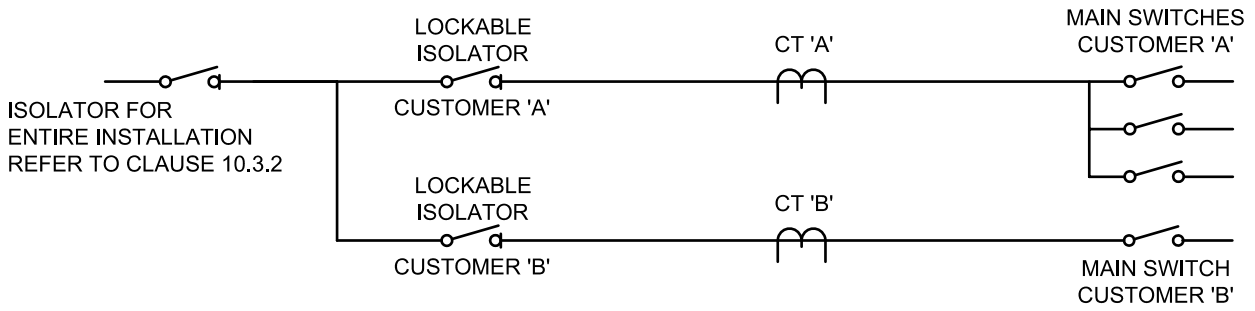 LOCKABLE
ISOLATOR
CT 'A'
MAIN SWITCHES
CUSTOMER 'A'
ISOLATOR FOR
ENTIRE INSTALLATION
REFER TO CLAUSE 10.3.2
CUSTOMER 'A'
LOCKABLE
ISOLATOR
CT 'B'
CUSTOMER 'B'
MAIN SWITCH
CUSTOMER 'B'